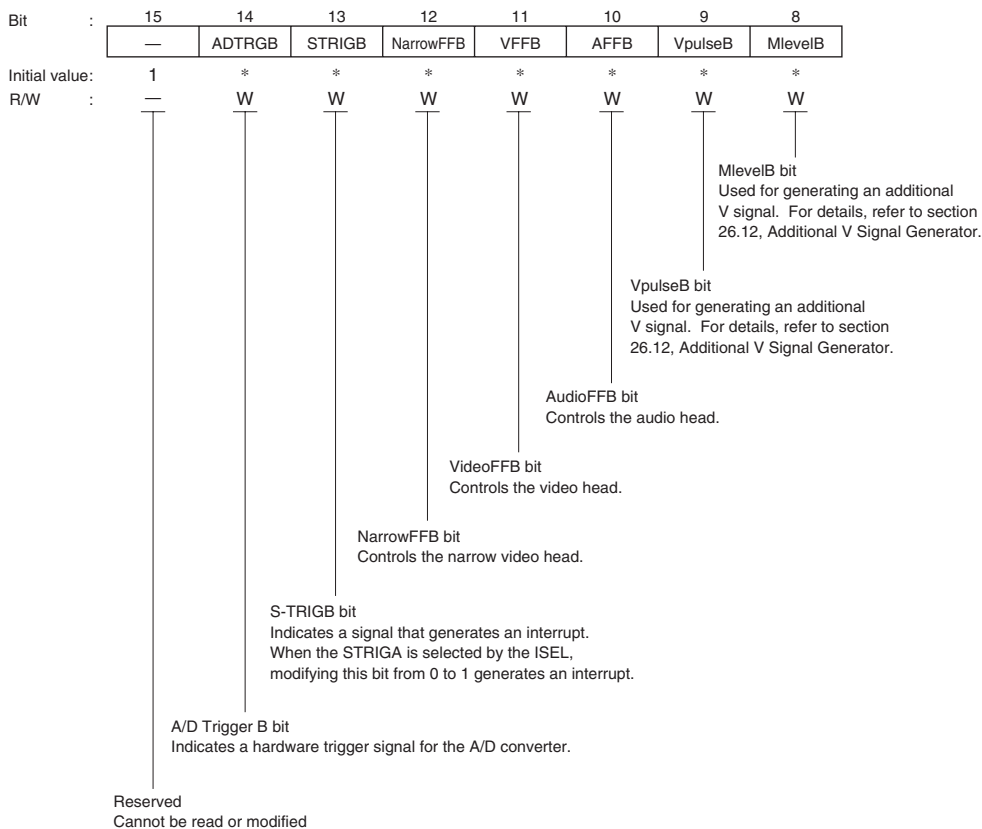 Bit : 15 14 13 12 11 10 9 8
— ADTRGB STRIGB NarrowFFB VFFB AFFB VpulseB MlevelB
Initial value: 1 * * * * * * *
R/W : — W W W W W W W
MlevelB bit
Used for generating an additional
V signal. For details, refer to section
26.12, Additional V Signal Generator.
VpulseB bit
Used for generating an additional
V signal. For details, refer to section
26.12, Additional V Signal Generator.
AudioFFB bit
Controls the audio head.
VideoFFB bit
Controls the video head.
NarrowFFB bit
Controls the narrow video head.
S-TRIGB bit
Indicates a signal that generates an interrupt.
When the STRIGA is selected by the ISEL,
modifying this bit from 0 to 1 generates an interrupt.
A/D Trigger B bit
Indicates a hardware trigger signal for the A/D converter.
Reserved
Cannot be read or modified